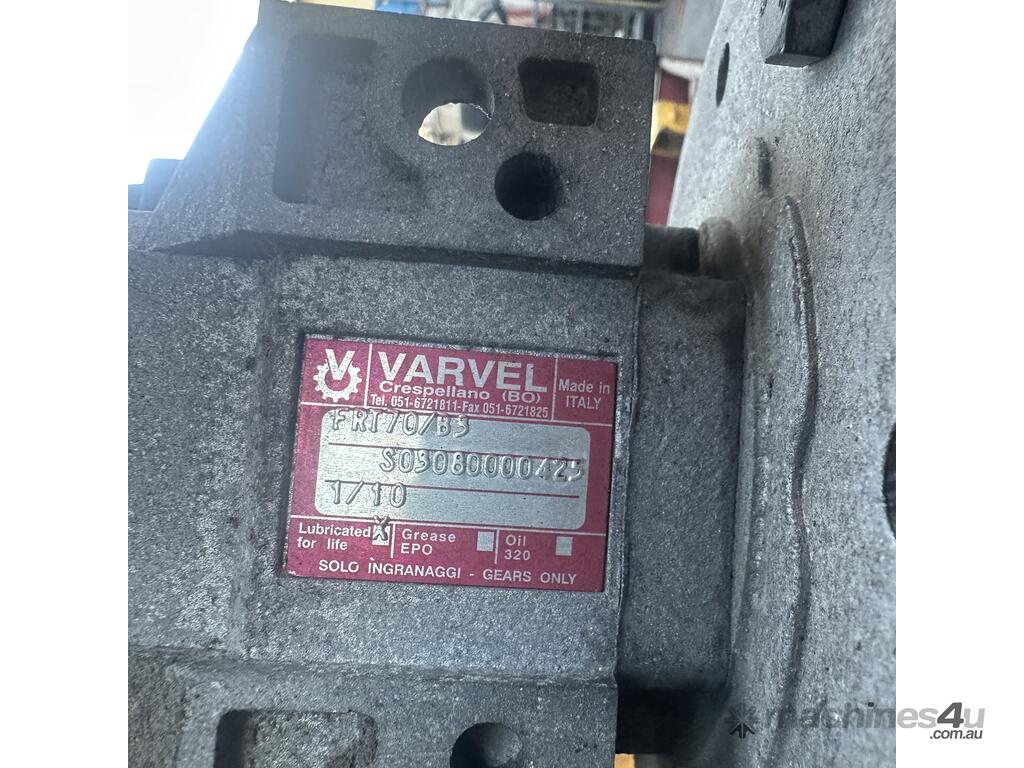 V VARVEL
Crespellano (BO)
Tel. 051-6721811-Fax 051-6721825
Made in
ITALY
FRT70/B3
S03080000425
1/10
Lubricated X
for life
Grease
EPO
Oil
320
SOLO INGRANAGGI - GEARS ONLY
machines4u
.com.au